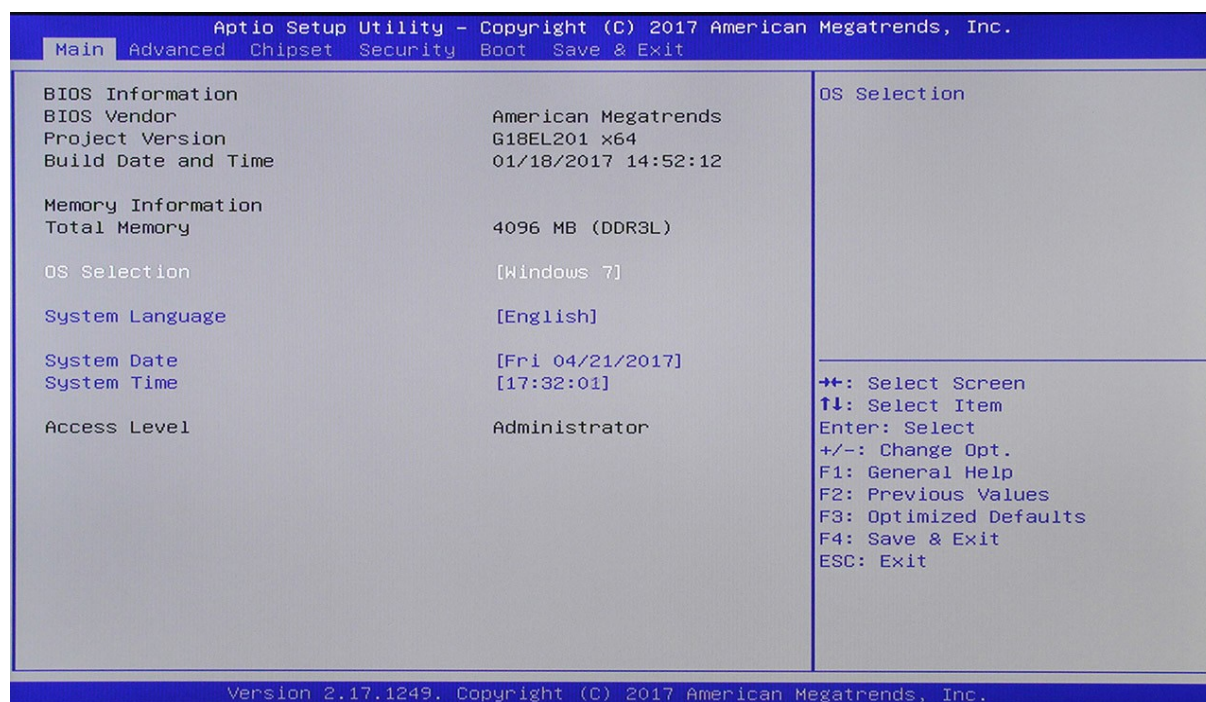 Aptio Setup Utility – Copyright (C) 2017 American Megatrends, Inc.
Main Advanced Chipset Security Boot Save & Exit
BIOS Information
BIOS Vendor American Megatrends
Project Version G18EL201 x64
Build Date and Time 01/18/2017 14:52:12
Memory Information
Total Memory 4096 MB (DDR3L)
OS Selection [Windows 7]
System Language [English]
System Date [Fri 04/21/2017]
System Time [17:32:01]
Access Level Administrator
OS Selection
→←: Select Screen
↑↓: Select Item
Enter: Select
+/-: Change Opt.
F1: General Help
F2: Previous Values
F3: Optimized Defaults
F4: Save & Exit
ESC: Exit
Version 2.17.1249. Copyright (C) 2017 American Megatrends, Inc.